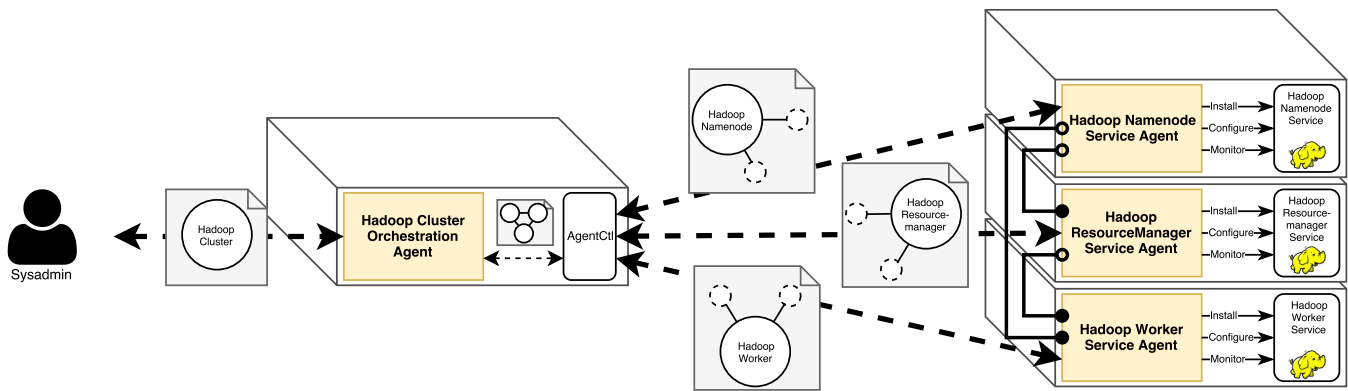 Sysadmin
Hadoop
Cluster
Hadoop Cluster
Orchestration
Agent
AgentCtl
Hadoop
Namenode
Hadoop
Resource-
manager
Hadoop
Worker
Hadoop Namenode
Service Agent
Install
Configure
Monitor
Hadoop
Namenode
Service
Hadoop
ResourceManager
Service Agent
Install
Configure
Monitor
Hadoop
Resource-
manager
Service
Hadoop Worker
Service Agent
Install
Configure
Monitor
Hadoop
Worker
Service